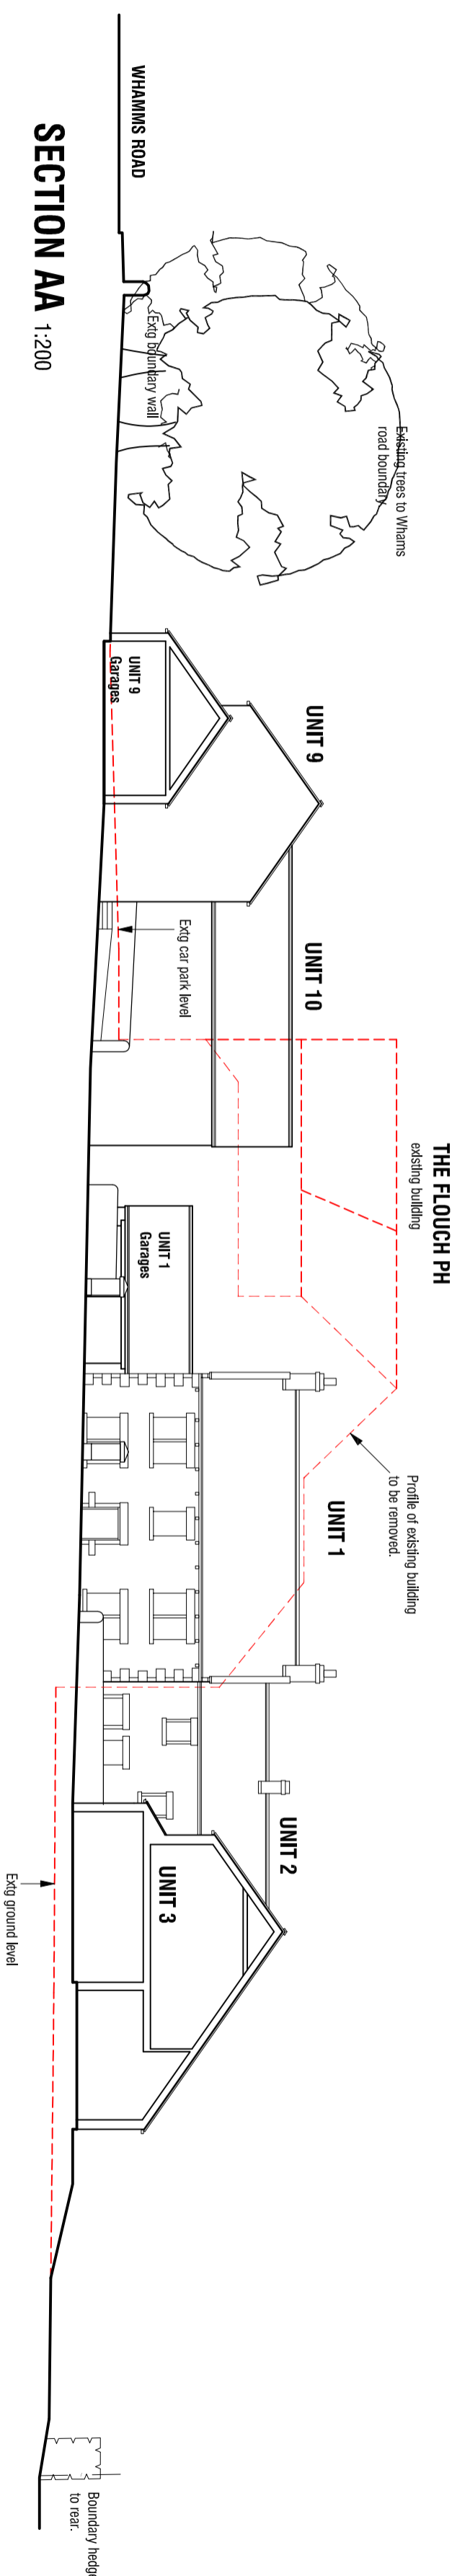 WHAMMS ROAD
SECTION AA 1:200
Extg boundary wall
Existing trees to Whams
road boundary
UNIT 9
Garages
UNIT 9
UNIT 10
Extg car park level
THE FLOUCH PH
existing building
UNIT 1
Garages
Profile of existing building
to be removed.
UNIT 1
UNIT 2
UNIT 3
Extg ground level
Boundary hedge
to rear.